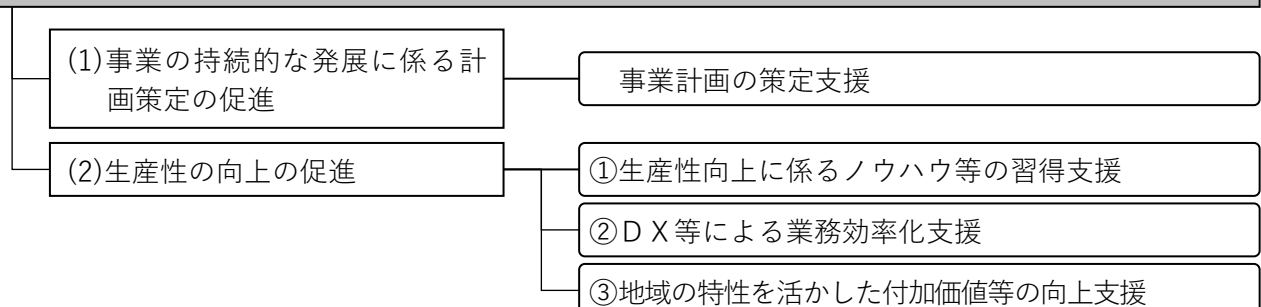 (1)事業の持続的な発展に係る計
画策定の促進
事業計画の策定支援
(2)生産性の向上の促進
①生産性向上に係るノウハウ等の習得支援
②ＤＸ等による業務効率化支援
③地域の特性を活かした付加価値等の向上支援